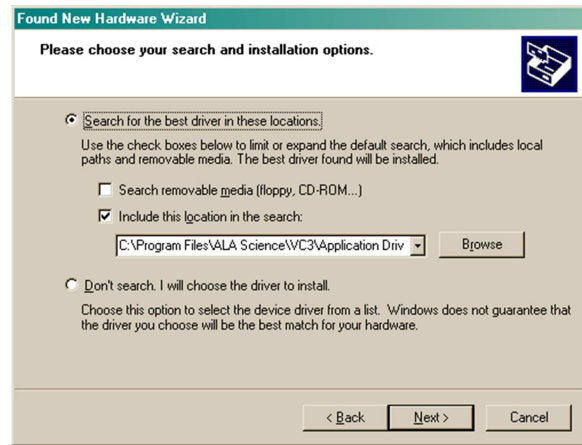 Found New Hardware Wizard
Please choose your search and installation options.
Search for the best driver in these locations.
Use the check boxes below to limit or expand the default search, which includes local
paths and removable media. The best driver found will be installed.
Search removable media (floppy, CD-ROM...)
Include this location in the search:
C:\Program Files\ALA Science\VC3\Application Driv
Browse
Don't search. I will choose the driver to install.
Choose this option to select the device driver from a list. Windows does not guarantee that
the driver you choose will be the best match for your hardware.
< Back Next > Cancel